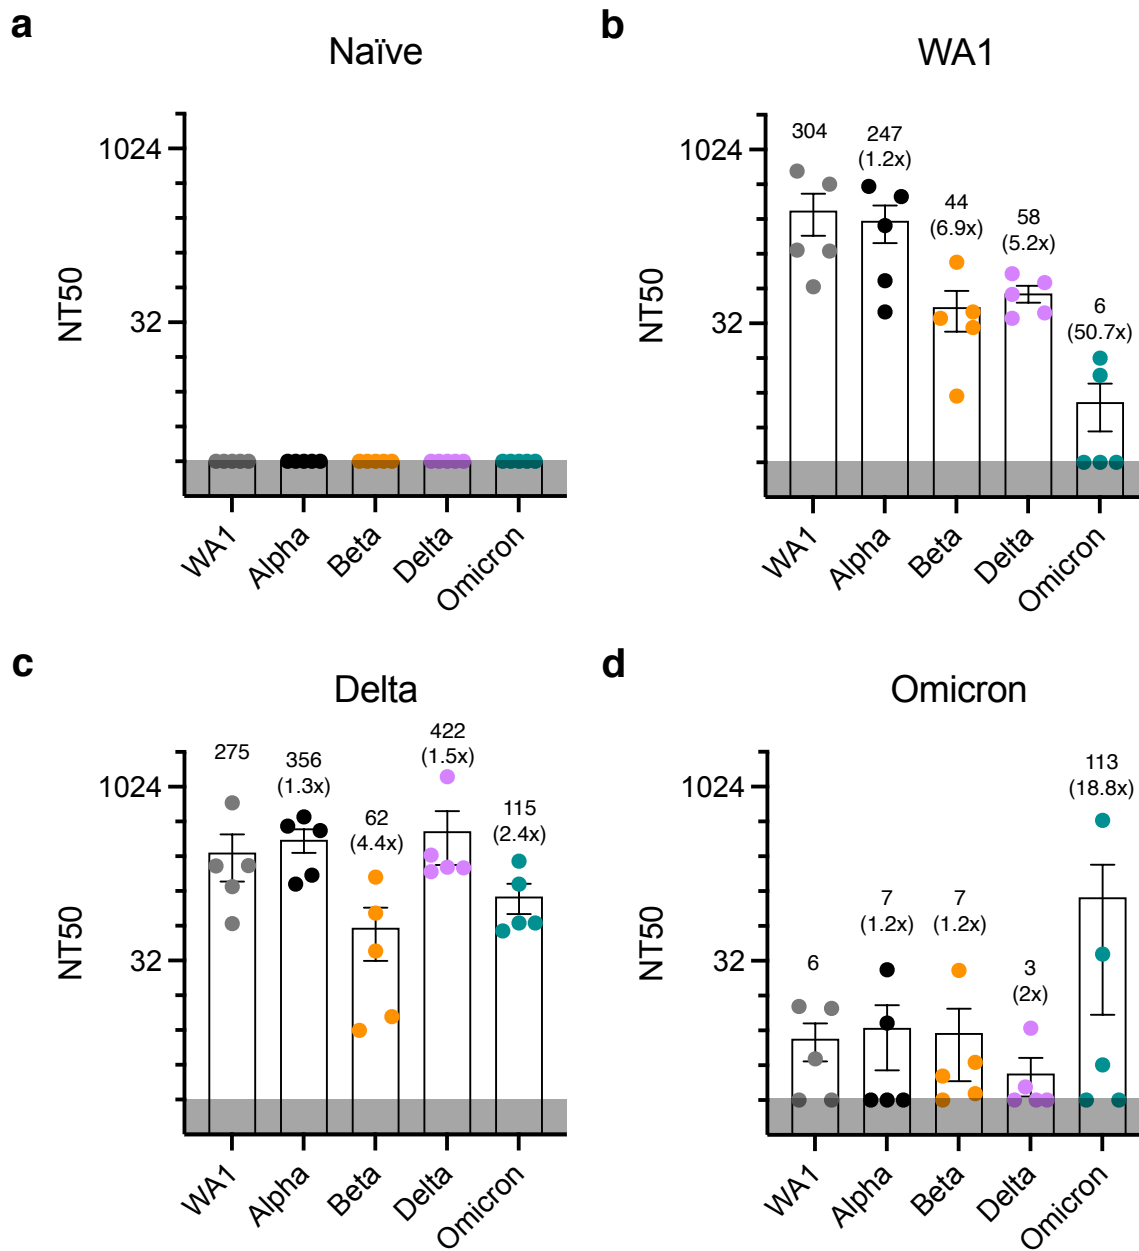 a
Naïve
1024
32
NT50
WA1
Alpha
Beta
Delta
Omicron
b
WA1
1024
32
NT50
304
247
(1.2x)
44
(6.9x)
58
(5.2x)
6
(50.7x)
WA1
Alpha
Beta
Delta
Omicron
c
Delta
1024
32
NT50
275
356
(1.3x)
62
(4.4x)
422
(1.5x)
115
(2.4x)
WA1
Alpha
Beta
Delta
Omicron
d
Omicron
1024
32
NT50
6
7
(1.2x)
7
(1.2x)
3
(2x)
113
(18.8x)
WA1
Alpha
Beta
Delta
Omicron